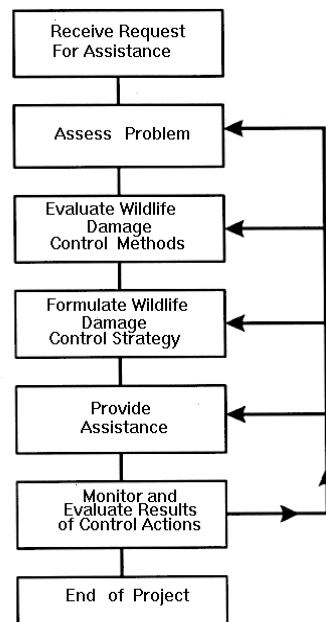 Receive Request
For Assistance
Assess Problem
Evaluate Wildlife
Damage
Control Methods
Formulate Wildlife
Damage
Control Strategy
Provide
Assistance
Monitor and
Evaluate Results
of Control Actions
End of Project